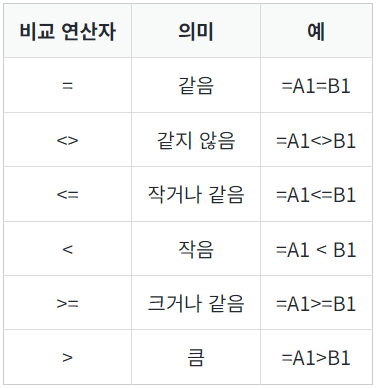 비교 연산자 의미 예
= 같음 =A1=B1
<> 같지 않음 =A1<>B1
<= 작거나 같음 =A1<=B1
< 작음 =A1 < B1
>= 크거나 같음 =A1>=B1
> 큼 =A1>B1